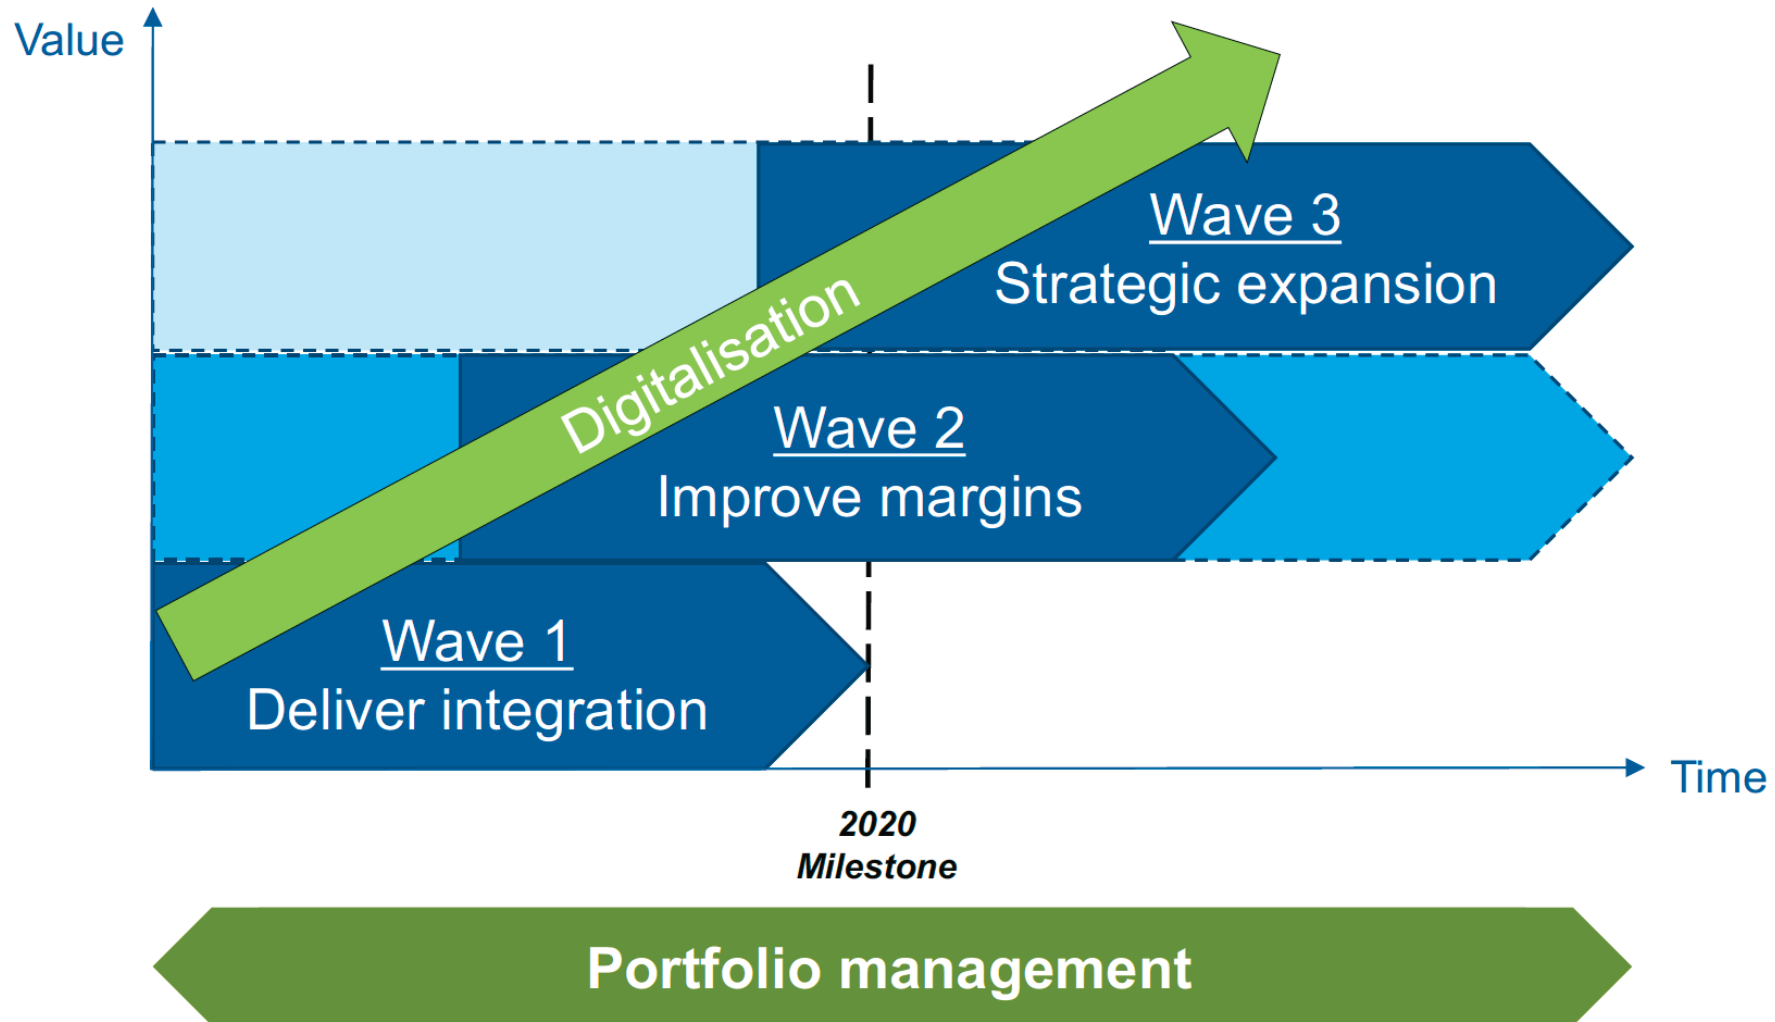 Value
Wave 3
Strategic expansion
Digitalisation
Wave 2
Improve margins
Wave 1
Deliver integration
Time
2020
Milestone
Portfolio management